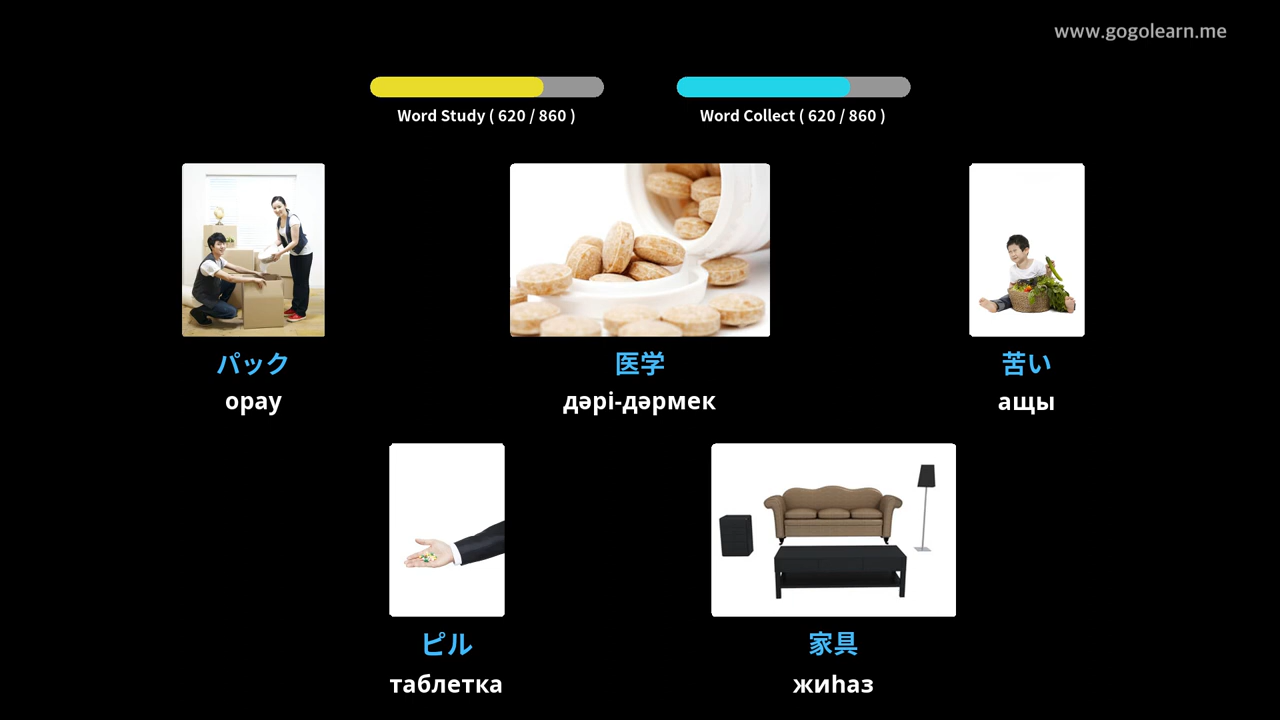 www.gogolearn.me
Word Study ( 620 / 860 )
Word Collect ( 620 / 860 )
パック
医学
苦い
орау
дәрі-дәрмек
ащы
ピル
家具
таблетка
жиһаз